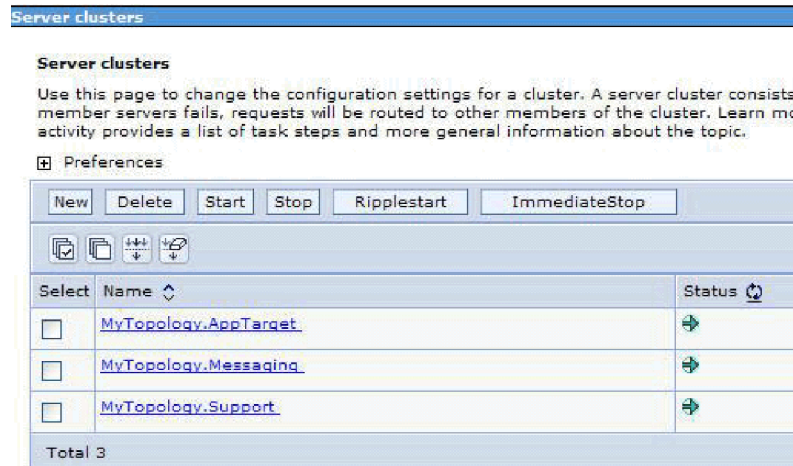 Server clusters
Server clusters
Use this page to change the configuration settings for a cluster. A server cluster consists
member servers fails, requests will be routed to other members of the cluster. Learn mo
activity provides a list of task steps and more general information about the topic.
Preferences
New Delete Start Stop Ripplestart ImmediateStop
Select Name Status
MyTopology.AppTarget
MyTopology.Messaging
MyTopology.Support
Total 3